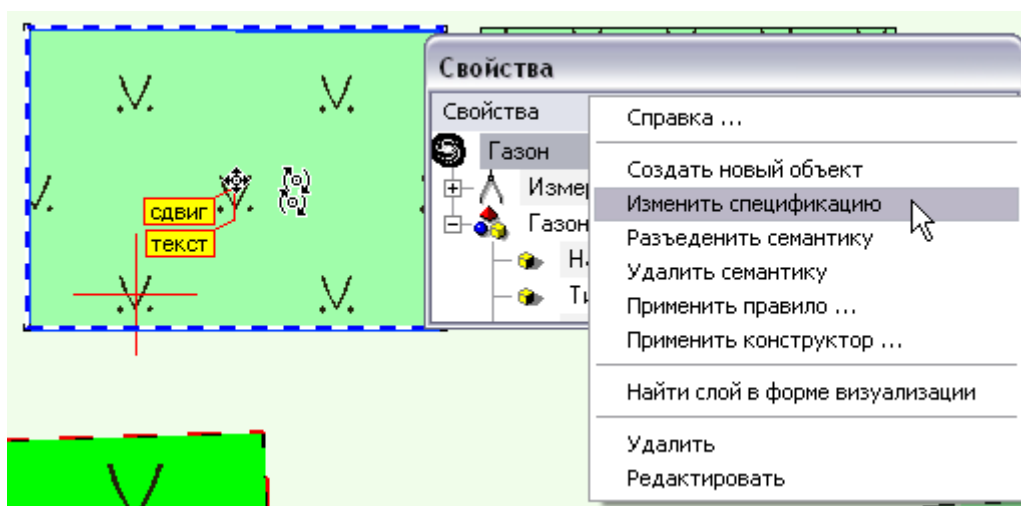 Свойства
Свойства
Газон
Изме
Газон
Н
Ти
сдвиг
текст
Справка ...
Создать новый объект
Изменить спецификацию
Разъеденить семантику
Удалить семантику
Применить правило ...
Применить конструктор ...
Найти слой в форме визуализации
Удалить
Редактировать